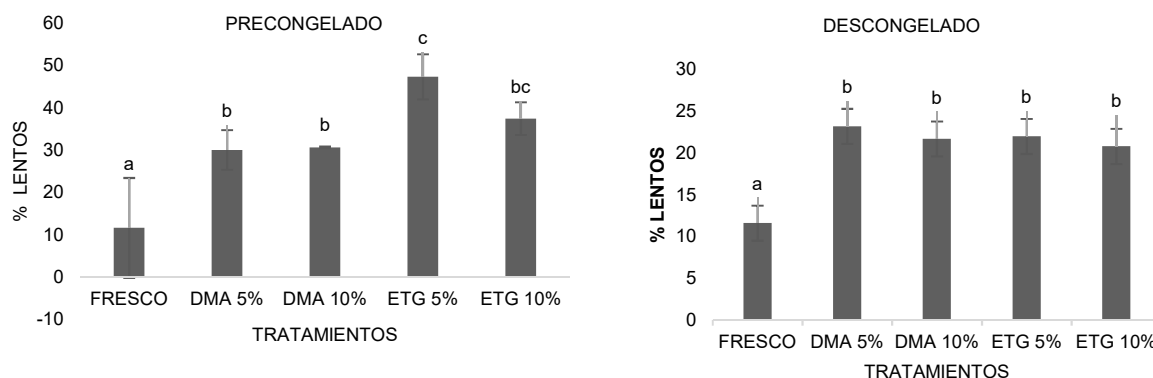 PRECONGELADO
% LENTOS
60
50
40
30
20
10
0
-10
a
b
b
c
bc
FRESCO DMA 5% DMA 10% ETG 5% ETG 10%
TRATAMIENTOS
DESCONGELADO
% LENTOS
30
25
20
15
10
5
0
a
b
b
b
b
FRESCO DMA 5% DMA 10% ETG 5% ETG 10%
TRATAMIENTOS